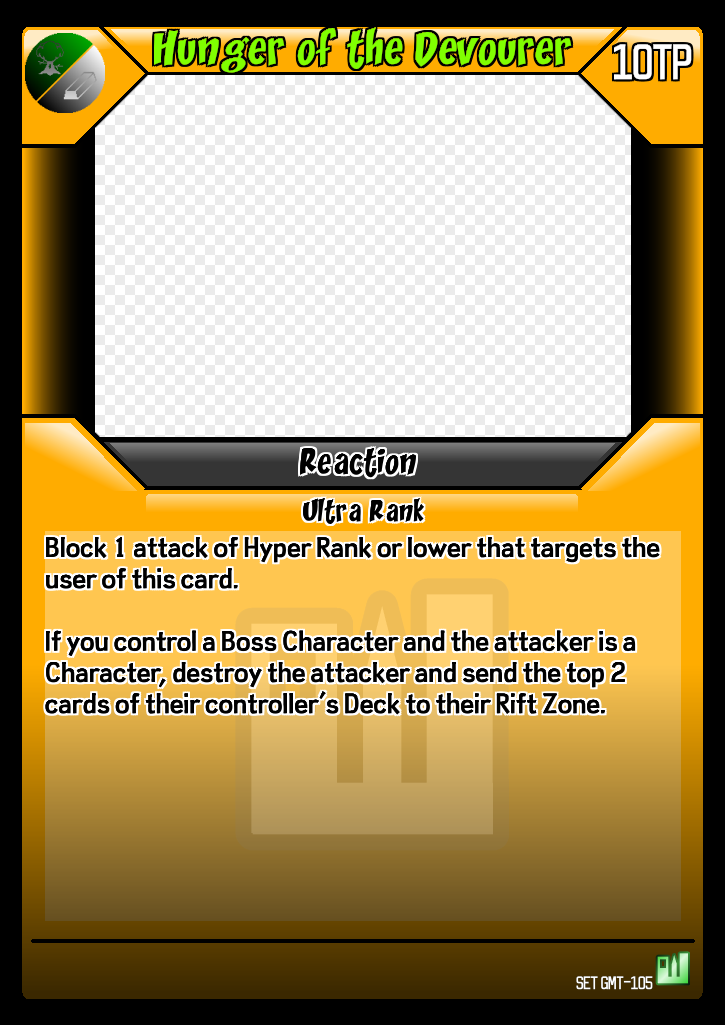 Hunger of the Devourer
10TP
Reaction
Ultra Rank
Block 1 attack of Hyper Rank or lower that targets the
user of this card.
If you control a Boss Character and the attacker is a
Character, destroy the attacker and send the top 2
cards of their controller's Deck to their Rift Zone.
SET GMT-105